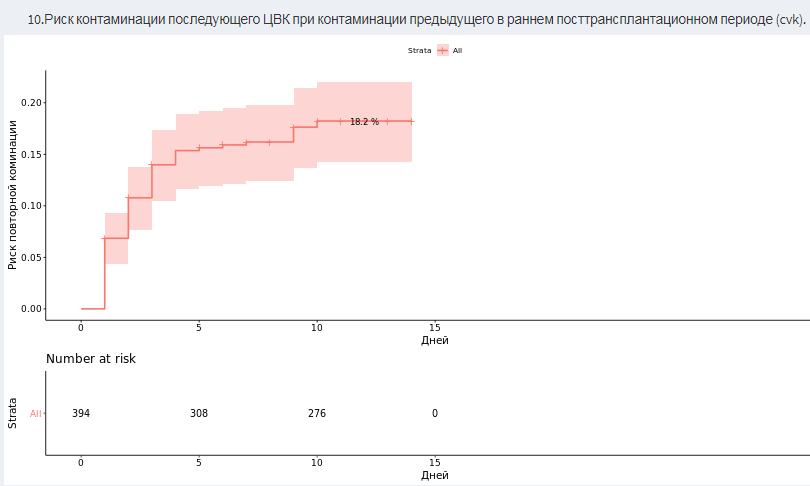 10.Риск контаминации последующего ЦВК при контаминации предыдущего в раннем посттрансплантационном периоде (cvk).
Strata All
Риск повторной коминации
0.20
0.15
0.10
0.05
0.00
18.2 %
0 5 10 15
Дней
Number at risk
Strata
All 394 308 276 0
0 5 10 15
Дней